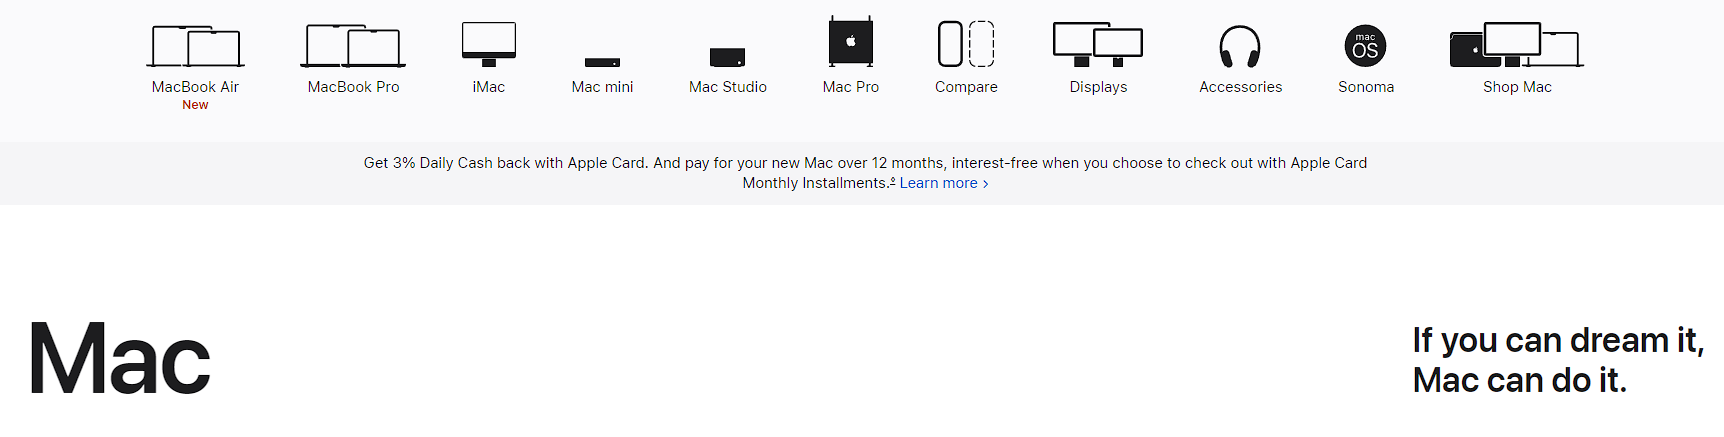 mac
OS
MacBook Air
New
MacBook Pro
iMac
Mac mini
Mac Studio
Mac Pro
Compare
Displays
Accessories
Sonoma
Shop Mac
Get 3% Daily Cash back with Apple Card. And pay for your new Mac over 12 months, interest-free when you choose to check out with Apple Card
Monthly Installments.◊ Learn more >
Mac
If you can dream it,
Mac can do it.